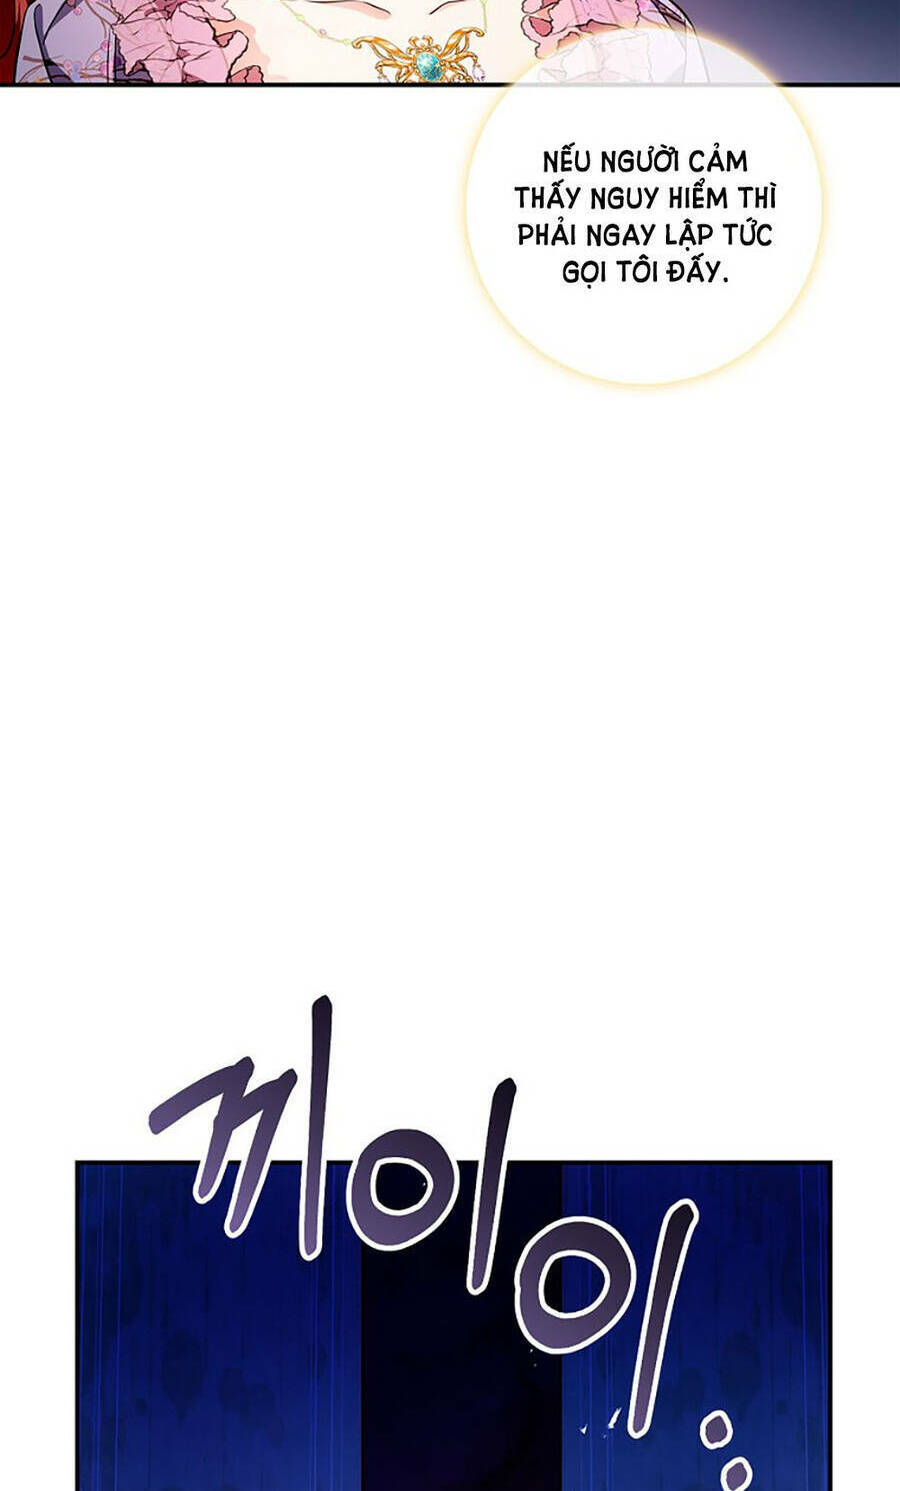 NẾU NGƯỜI CẢM
THẤY NGUY HIỂM THÌ
PHẢI NGAY LẬP TỨC
GỌI TÔI ĐẤY.
끼이이..